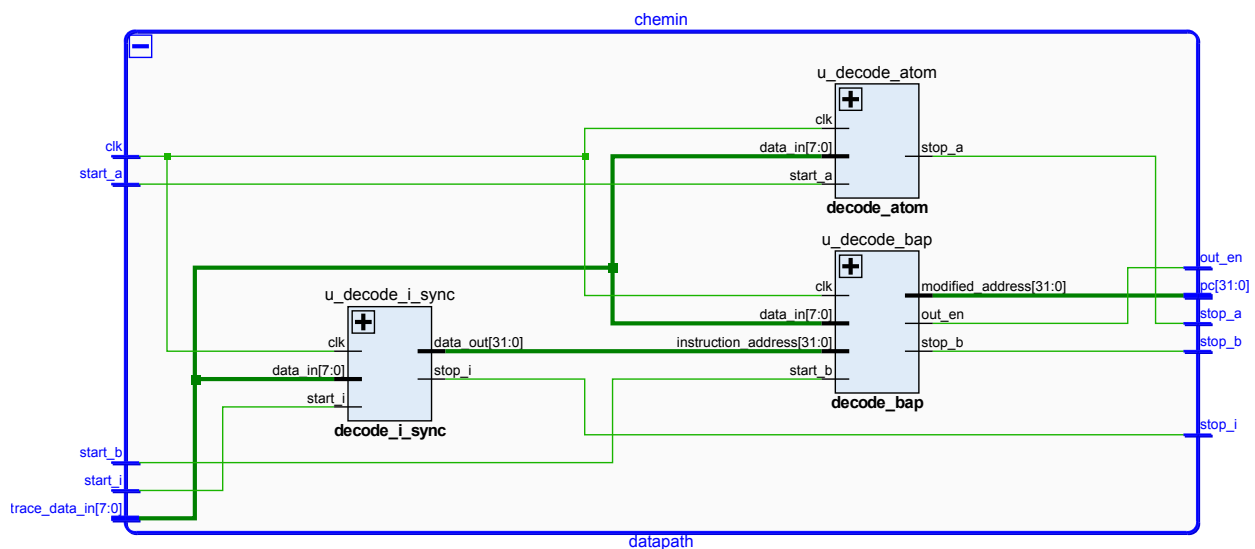 chemin
u_decode_atom
clk
data_in[7:0]
stop_a
start_a
decode_atom
clk
start_a
u_decode_bap
clk
modified_address[31:0]
data_in[7:0]
out_en
instruction_address[31:0]
stop_b
start_b
decode_bap
out_en
pc[31:0]
stop_a
stop_b
u_decode_i_sync
clk
data_out[31:0]
data_in[7:0]
stop_i
start_i
decode_i_sync
stop_i
start_b
start_i
trace_data_in[7:0]
datapath